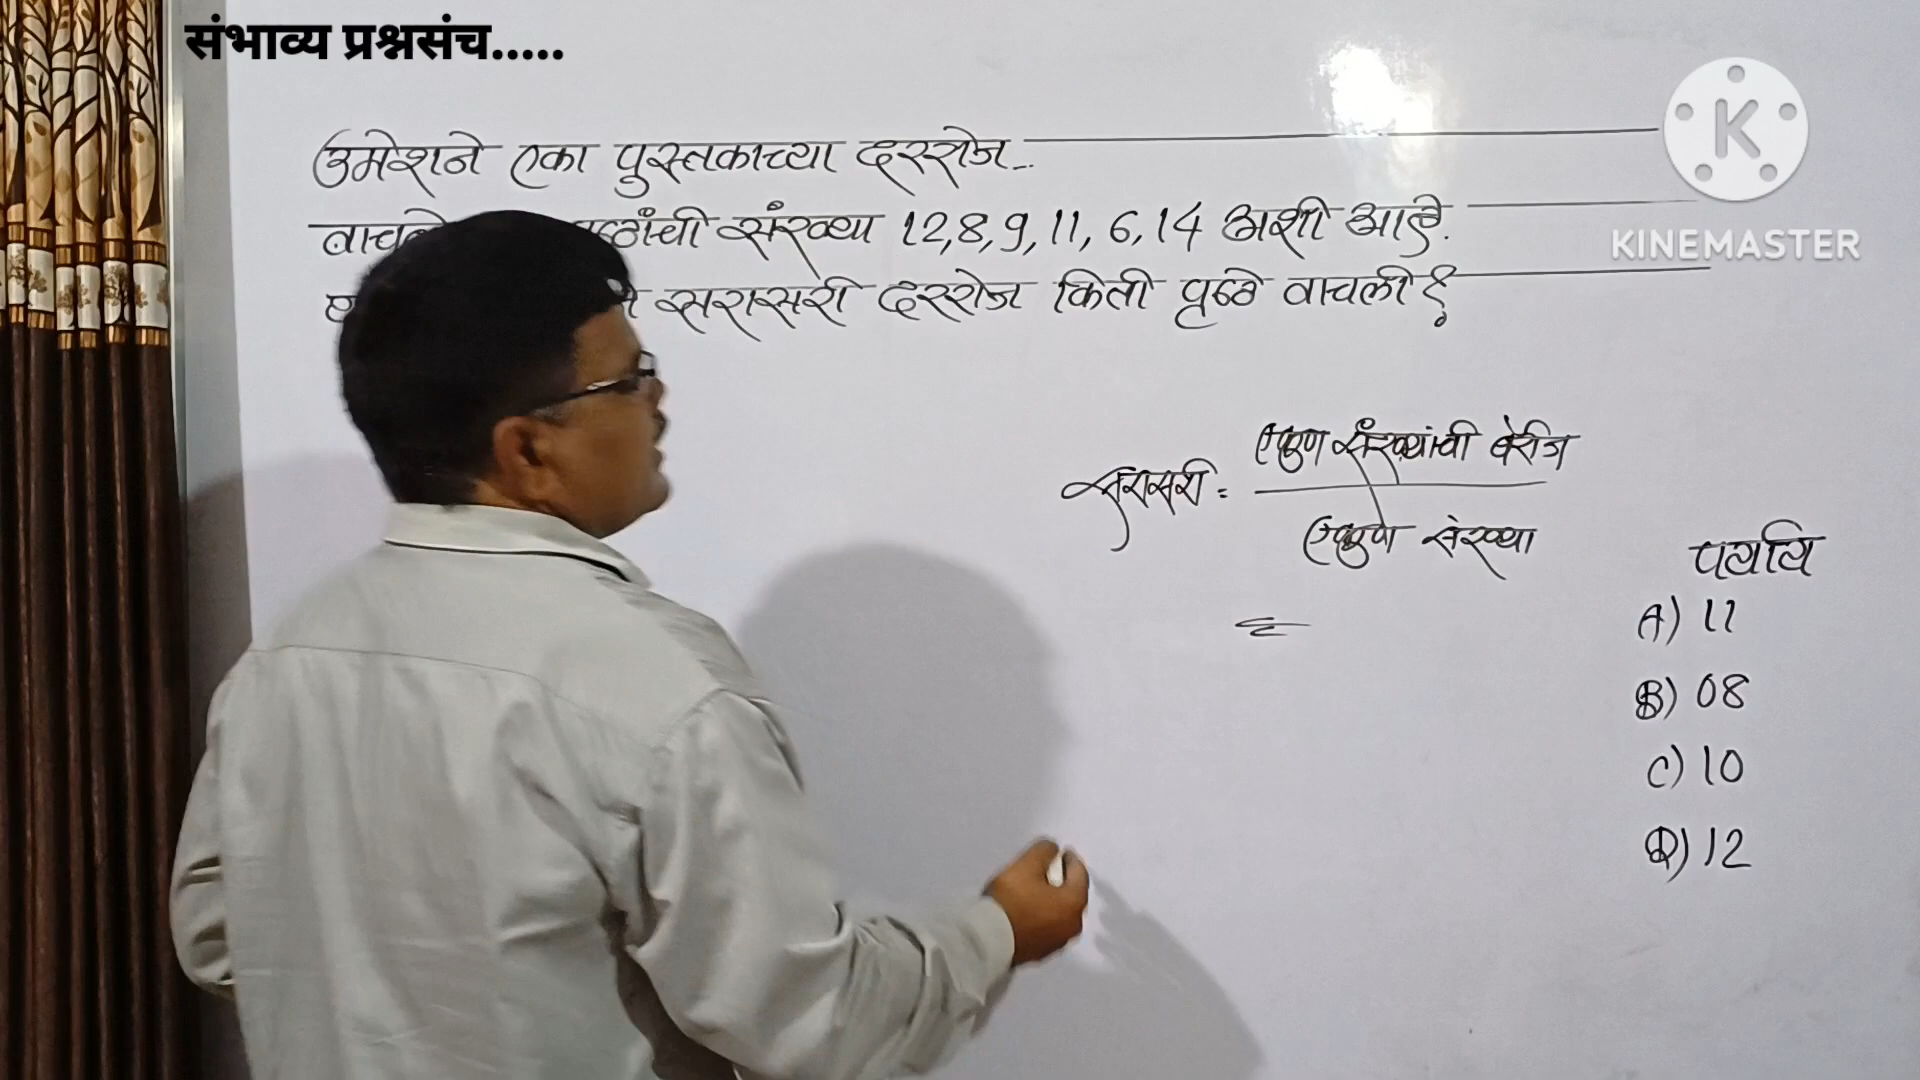 संभाव्य प्रश्नसंच.....
उमेशने एका पुस्तकाच्या दररोज...
संख्या 12,8,9,11, 6,14 अशी आहे.
सरासरी दररोज किती पृष्ठे वाचली?
सरासरी = एकुण संख्यांची बेरीज
एकुण संख्या
=
पर्याय
A) 11
B) 08
C) 10
D) 12
K
KINEMASTER